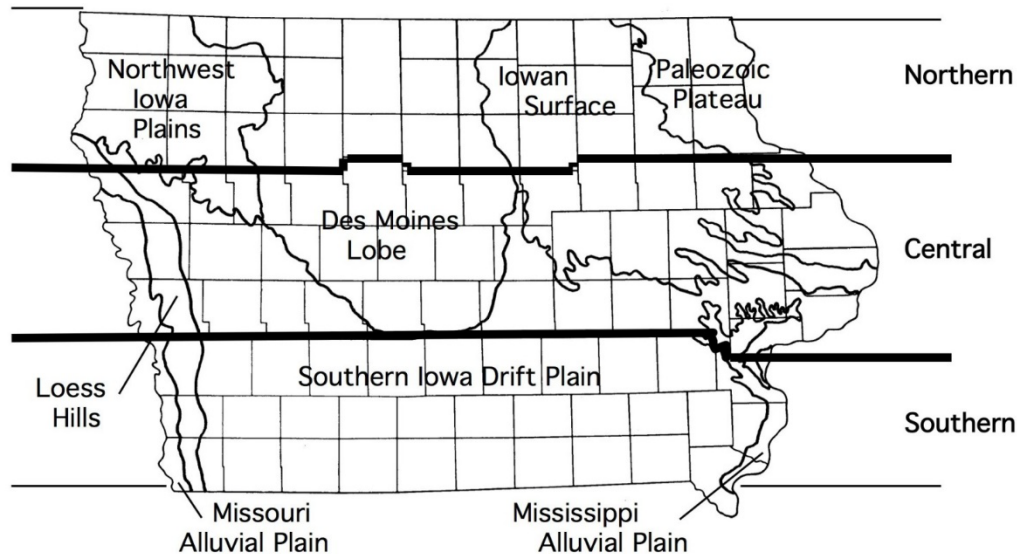 Northwest
Iowa
Plains
Iowan
Surface
Paleozoic
Plateau
Northern
Des Moines
Lobe
Central
Loess
Hills
Southern Iowa Drift Plain
Southern
Missouri
Alluvial Plain
Mississippi
Alluvial Plain